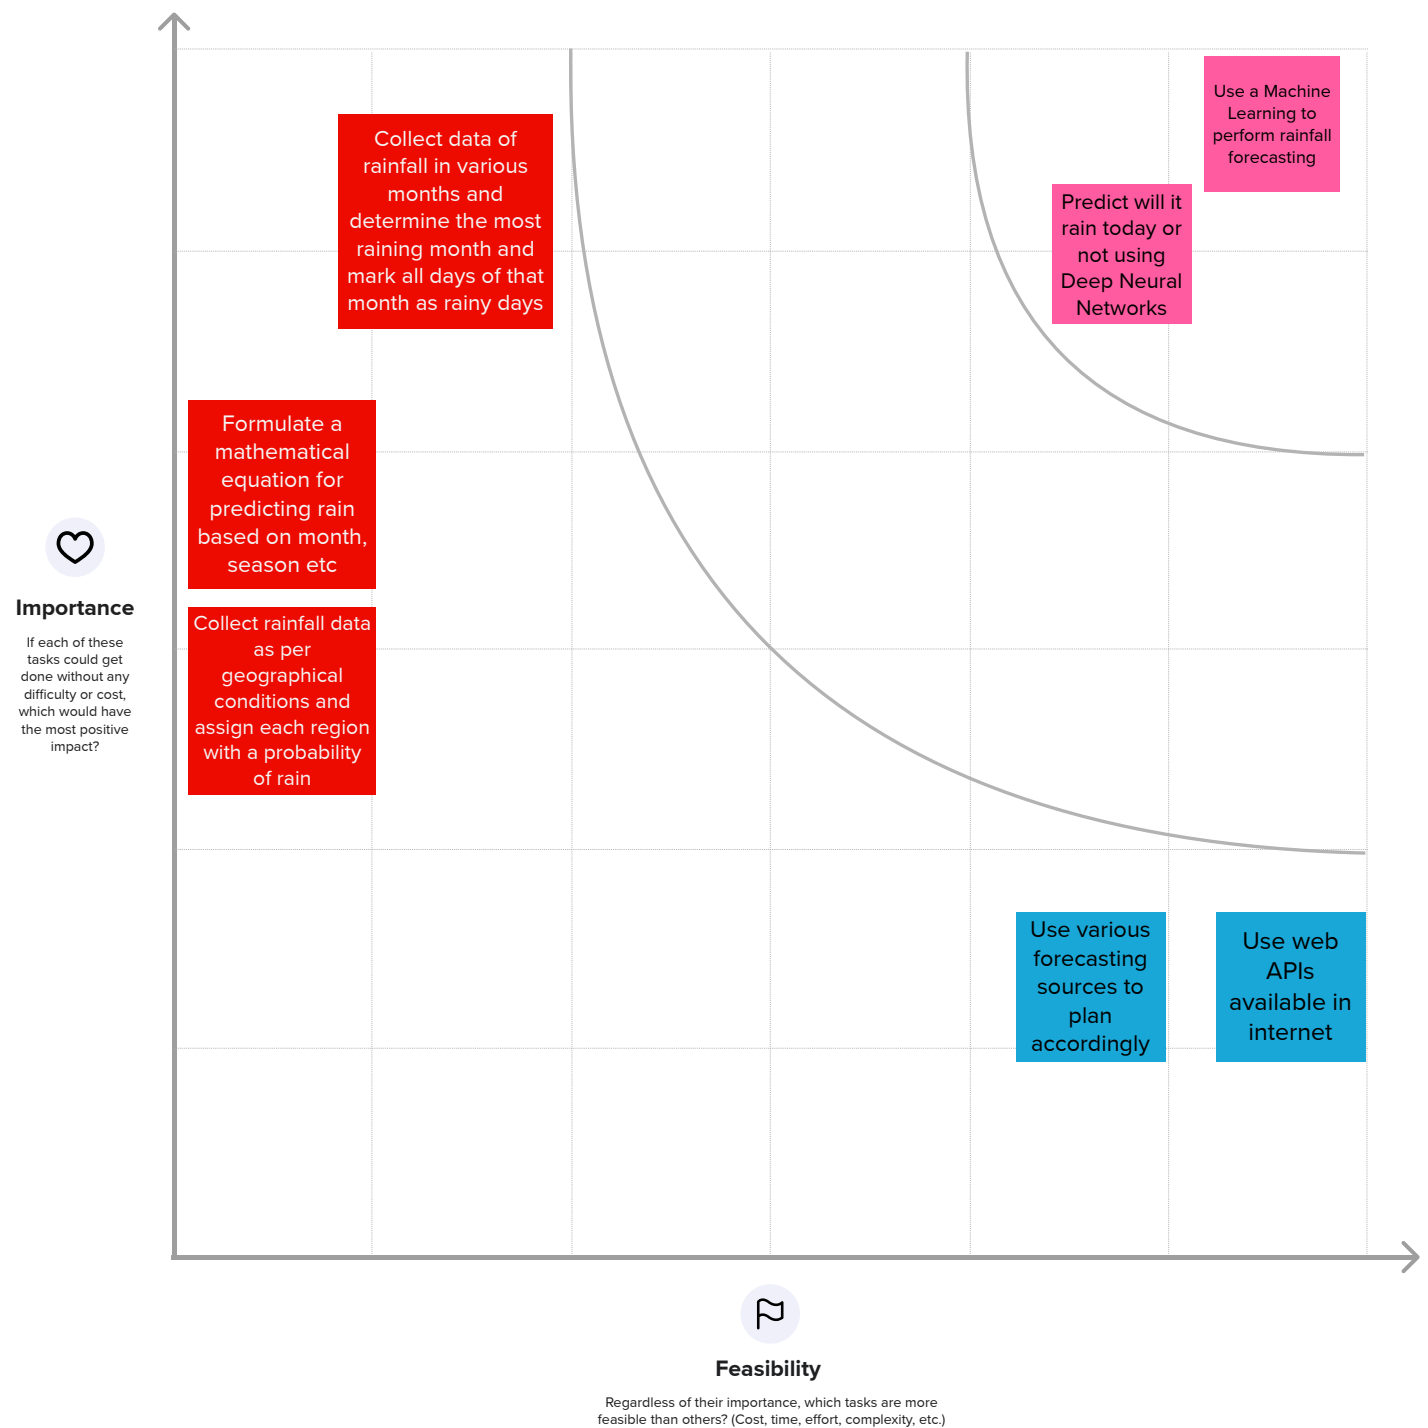 Use a Machine
Learning to
perform rainfall
forecasting
Collect data of
rainfall in various
months and
determine the most
raining month and
mark all days of that
month as rainy days
Predict will it
rain today or
not using
Deep Neural
Networks
Formulate a
mathematical
equation for
predicting rain
based on month,
season etc
Importance
If each of these
tasks could get
done without any
difficulty or cost,
which would have
the most positive
impact?
Collect rainfall data
as per
geographical
conditions and
assign each region
with a probability
of rain
Use various
forecasting
sources to
plan
accordingly
Use web
APIs
available in
internet
Feasibility
Regardless of their importance, which tasks are more
feasible than others? (Cost, time, effort, complexity, etc.)